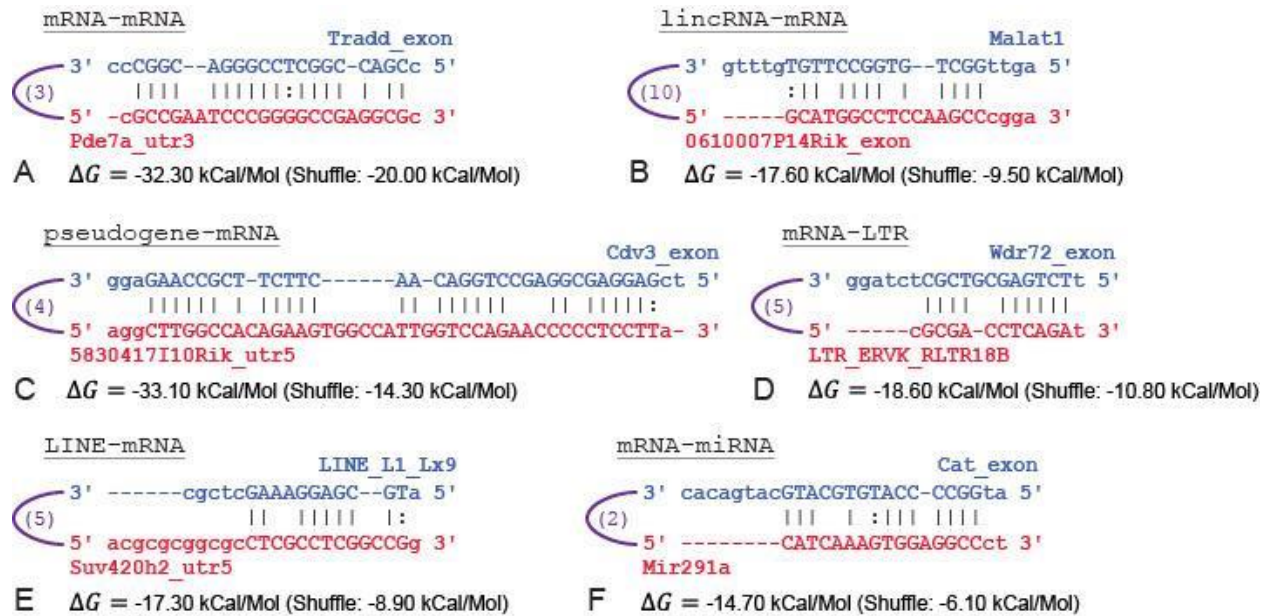 mRNA-mRNA
Tradd_exon
3' ccCGGC--AGGGCCTCGGC-CAGCc 5'
(3) |||| ||||||:|||| | ||
5' -cGCCGAATCCCGGGGCCGAGGCGc 3'
Pde7a_utr3
A ΔG = -32.30 kCal/Mol (Shuffle: -20.00 kCal/Mol)
lincRNA-mRNA
Malat1
3' gtttgTGTTCCGGTG--TCGGttga 5'
(10) :|| |||| | ||||
5' -----GCATGGCCTCCAAGCCcgga 3'
0610007P14Rik_exon
B ΔG = -17.60 kCal/Mol (Shuffle: -9.50 kCal/Mol)
pseudogene-mRNA
Cdv3_exon
3' ggaGAACCGCT-TCTTC------AA-CAGGTCCGAGGCGAGGAGct 5'
(4) |||||| | |||| || |||||| || |||||:
5' aggCTTGGCCACAGAAGTGGCCATTGGTCCAGAACCCCCTCCTTa- 3'
5830417I10Rik_utr5
C ΔG = -33.10 kCal/Mol (Shuffle: -14.30 kCal/Mol)
mRNA-LTR
Wdr72_exon
3' ggatctCGCTGCGAGTCTt 5'
(5) |||| ||||||
5' -----cGCGA-CCTCAGAt 3'
LTR_ERVK_RLTR18B
D ΔG = -18.60 kCal/Mol (Shuffle: -10.80 kCal/Mol)
LINE-mRNA
LINE_L1_Lx9
3' ------cgctcGAAAGGAGC--GTa 5'
(5) || ||||| |:
5' acgcgcggcgcCTCGCCTCGGCCGg 3'
Suv420h2_utr5
E ΔG = -17.30 kCal/Mol (Shuffle: -8.90 kCal/Mol)
mRNA-miRNA
Cat_exon
3' cacagtacGTACGTGTACC-CCGGta 5'
(2) ||| | :||| ||||
5' --------CATCAAAGTGGAGGCCct 3'
Mir291a
F ΔG = -14.70 kCal/Mol (Shuffle: -6.10 kCal/Mol)